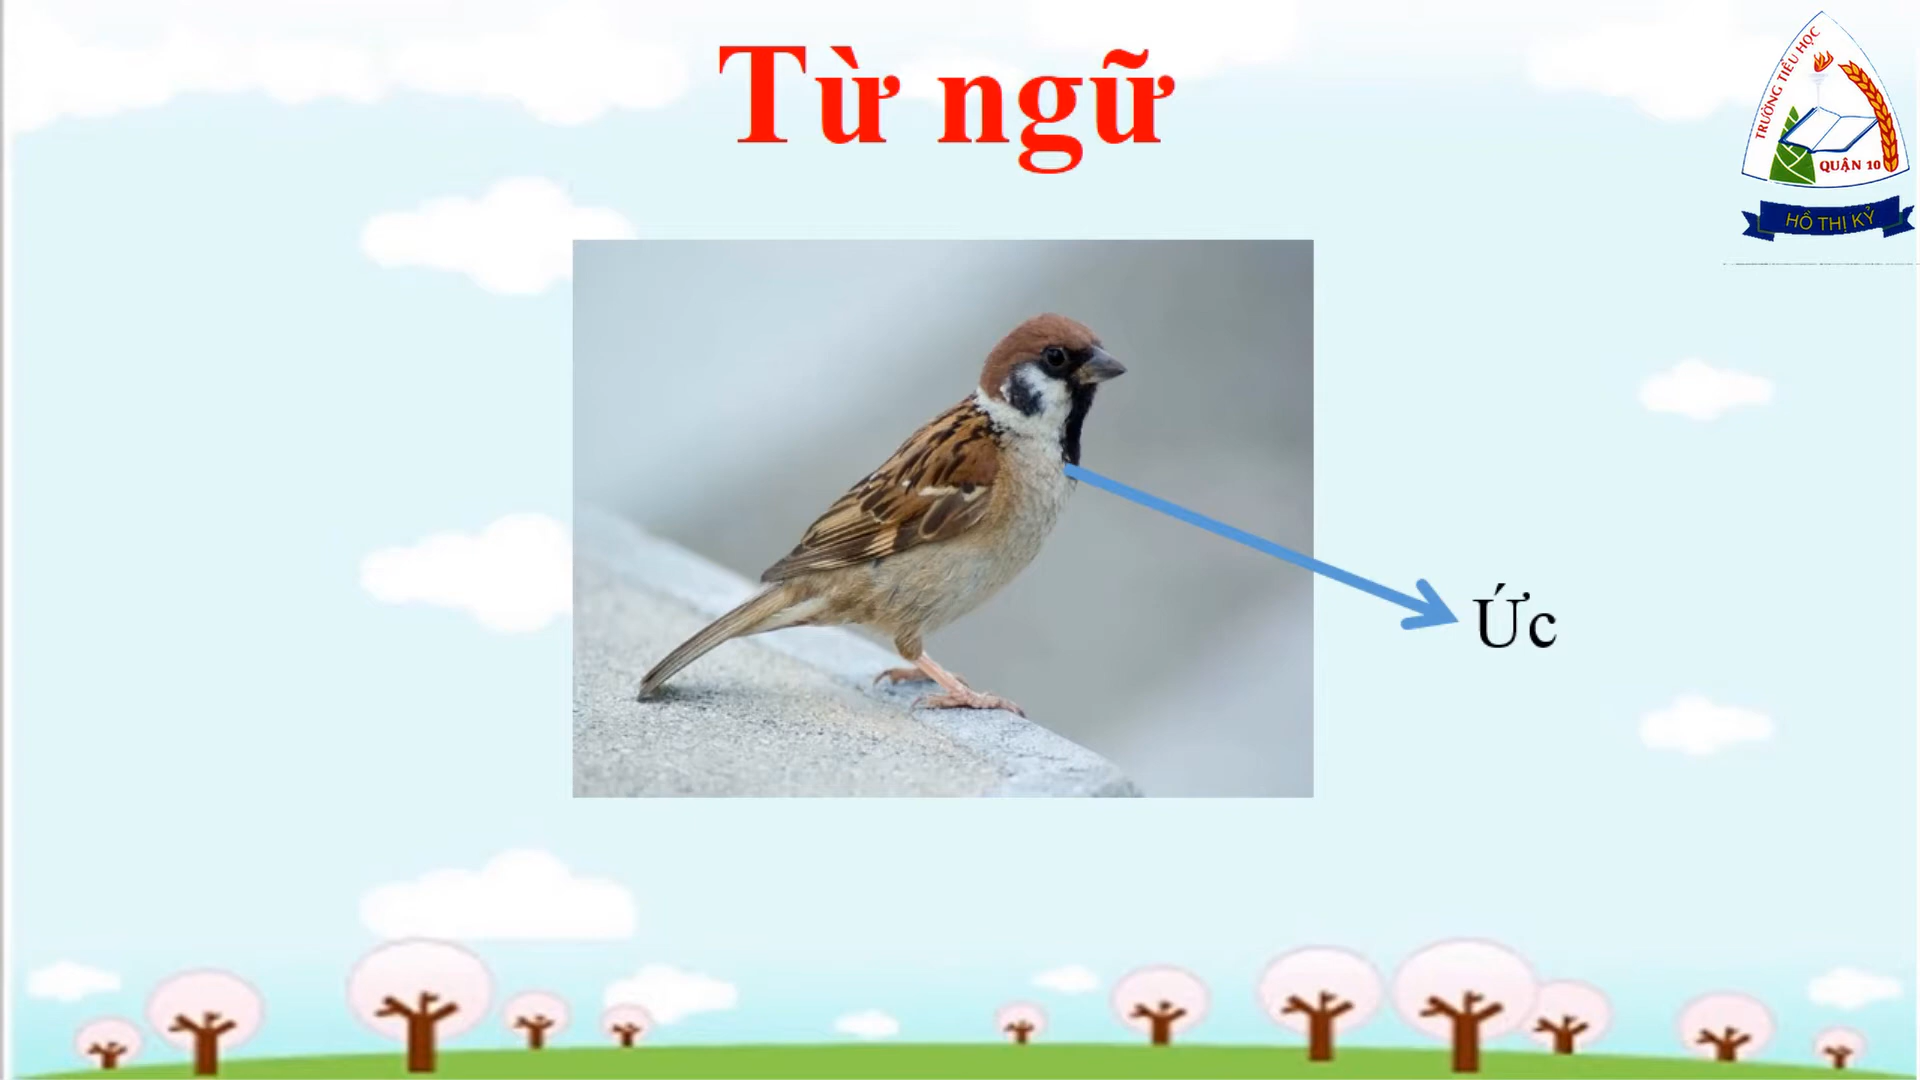 Từ ngữ
TRƯỜNG TIỂU HỌC
QUẬN 10
HỒ THỊ KỶ
Ức